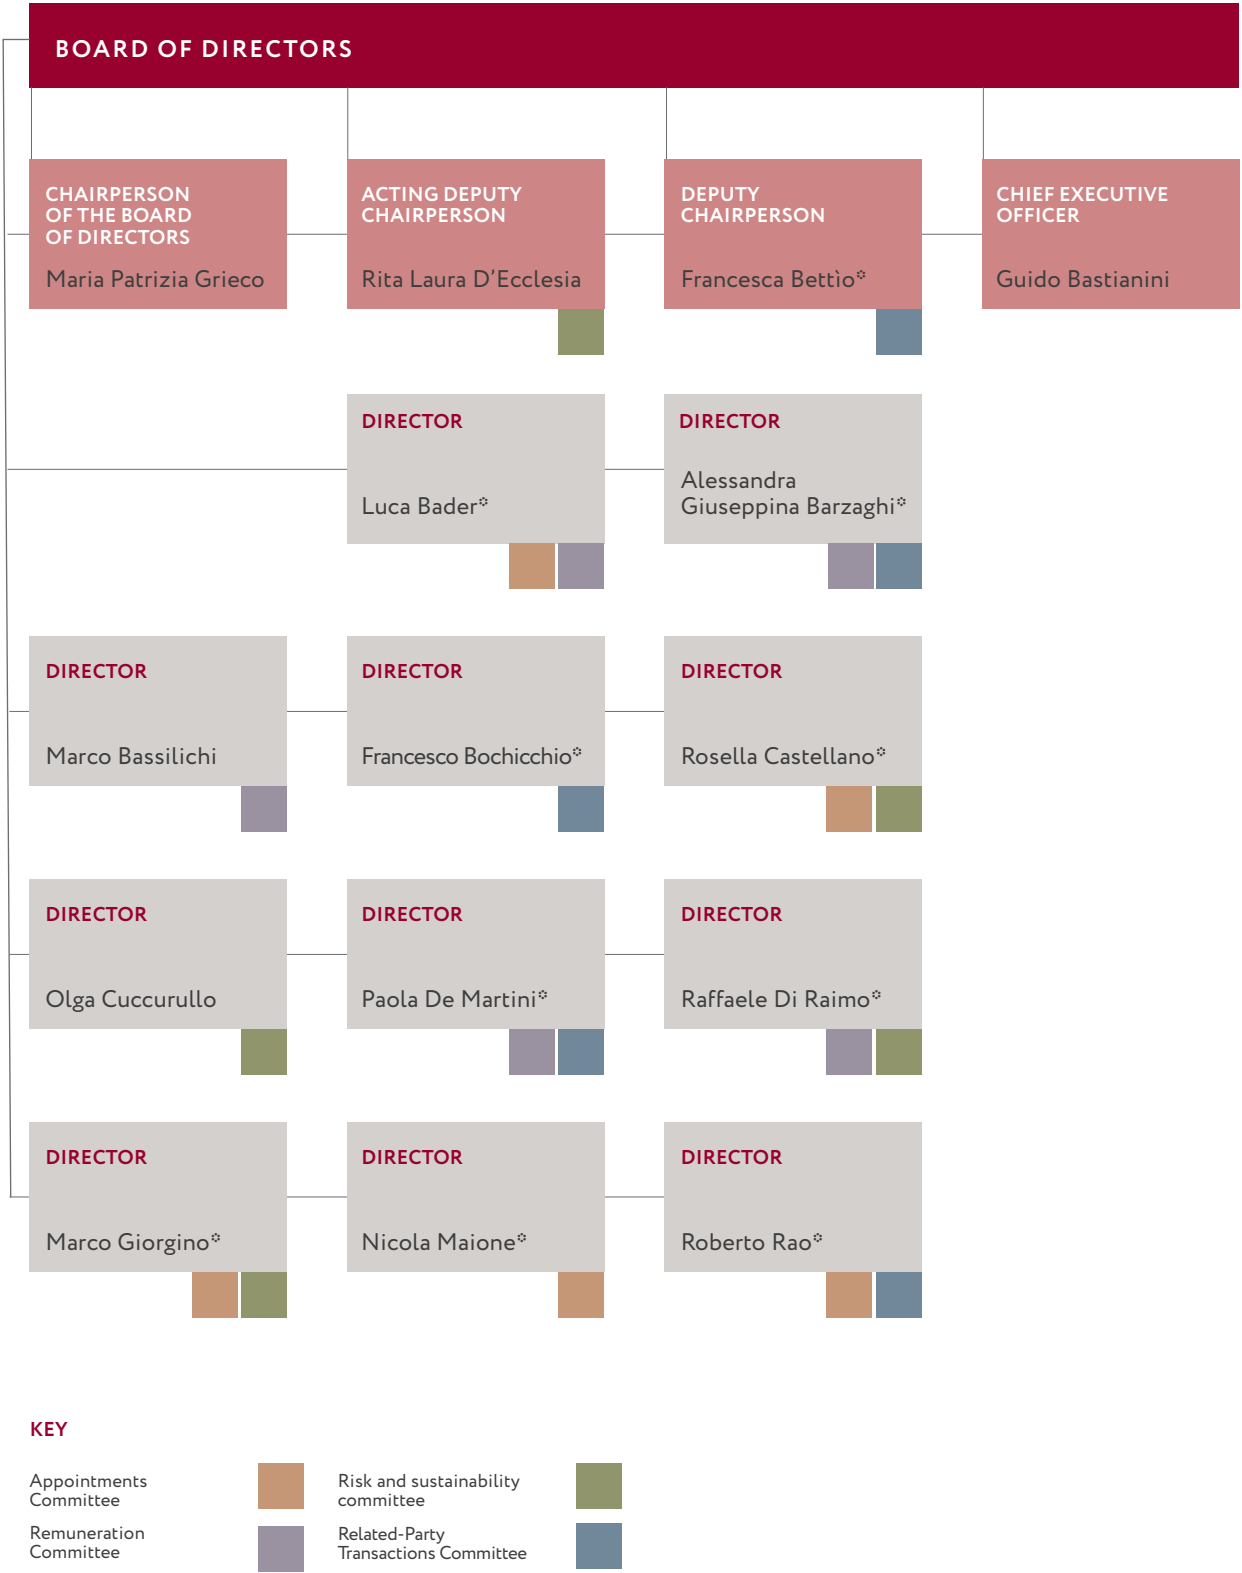 BOARD OF DIRECTORS
CHAIRPERSON
OF THE BOARD
OF DIRECTORS
Maria Patrizia Grieco
ACTING DEPUTY
CHAIRPERSON
Rita Laura D’Ecclesia
DEPUTY
CHAIRPERSON
Francesca Bettìo*
CHIEF EXECUTIVE
OFFICER
Guido Bastianini
DIRECTOR
Luca Bader*
DIRECTOR
Alessandra
Giuseppina Barzaghi*
DIRECTOR
Marco Bassilichi
DIRECTOR
Francesco Bochicchio*
DIRECTOR
Rosella Castellano*
DIRECTOR
Olga Cuccurullo
DIRECTOR
Paola De Martini*
DIRECTOR
Raffaele Di Raimo*
DIRECTOR
Marco Giorgino*
DIRECTOR
Nicola Maione*
DIRECTOR
Roberto Rao*
KEY
Appointments
Committee
Remuneration
Committee
Risk and sustainability
committee
Related-Party
Transactions Committee